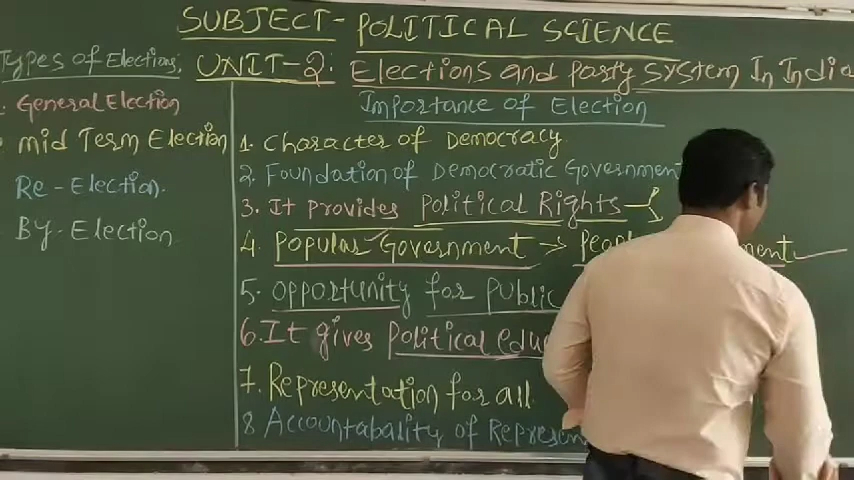 SUBJECT- POLITICAL SCIENCE
UNIT-2: Elections and Party System In India
Types of Election;
General Election
mid Term Election
Re-Election.
By-Election
Importance of Election
1. Character of Democracy
2. Foundation of Democratic Government
3. It Provides Political Rights
4. Popular Government →
5. opportunity for Public
6. It gives Political
7. Representation for all.
8 Accountabality of